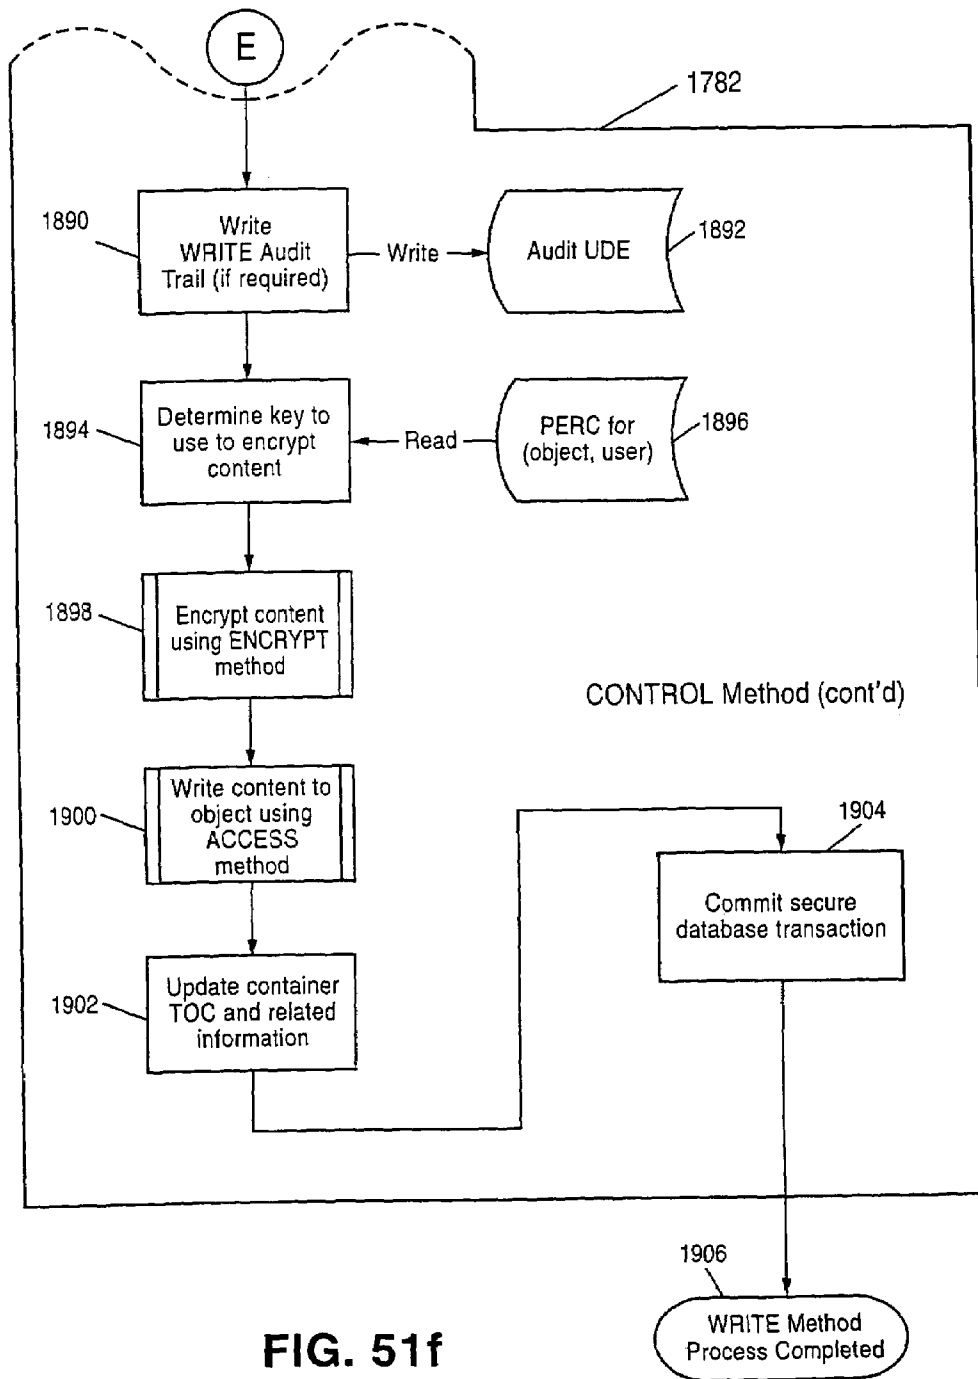 E
1782
1890
Write
WRITE Audit
Trail (if required)
Write
Audit UDE
1892
1894
Determine key to
use to encrypt
content
Read
PERC for
(object, user)
1896
1898
Encrypt content
using ENCRYPT
method
CONTROL Method (cont'd)
1900
Write content to
object using
ACCESS
method
1904
Commit secure
database transaction
1902
Update container
TOC and related
information
1906
WRITE Method
Process Completed
FIG. 51f